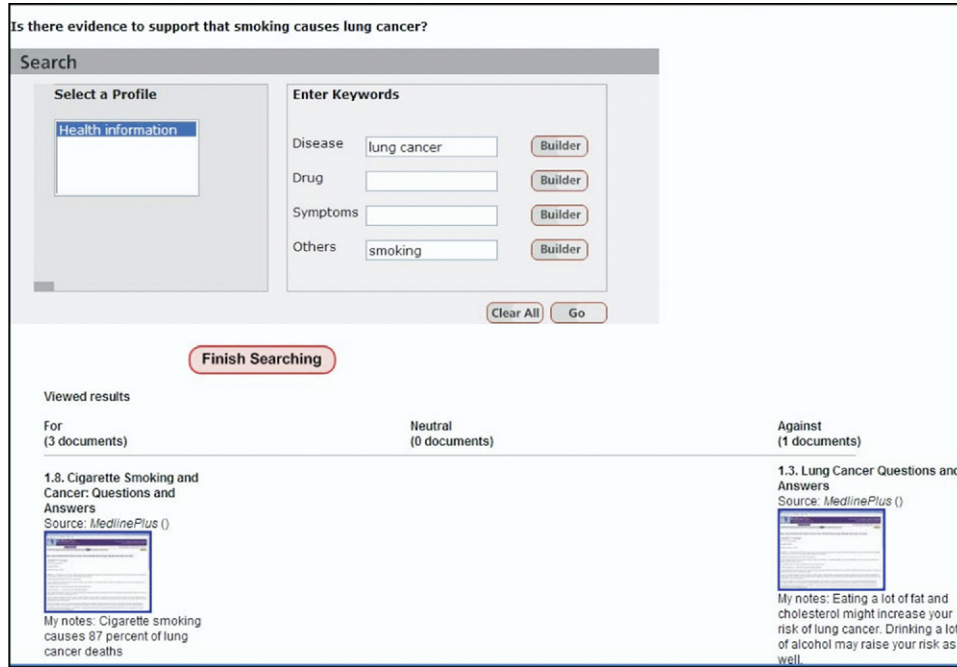 Is there evidence to support that smoking causes lung cancer?
Search
Select a Profile
Health information
Enter Keywords
Disease lung cancer Builder
Drug Builder
Symptoms Builder
Others smoking Builder
Clear All Go
Finish Searching
Viewed results
For
(3 documents)
Neutral
(0 documents)
Against
(1 documents)
1.8. Cigarette Smoking and
Cancer: Questions and
Answers
Source: MedlinePlus ()
My notes: Cigarette smoking
causes 87 percent of lung
cancer deaths
1.3. Lung Cancer Questions and
Answers
Source: MedlinePlus ()
My notes: Eating a lot of fat and
cholesterol might increase your
risk of lung cancer. Drinking a lot
of alcohol may raise your risk as
well.